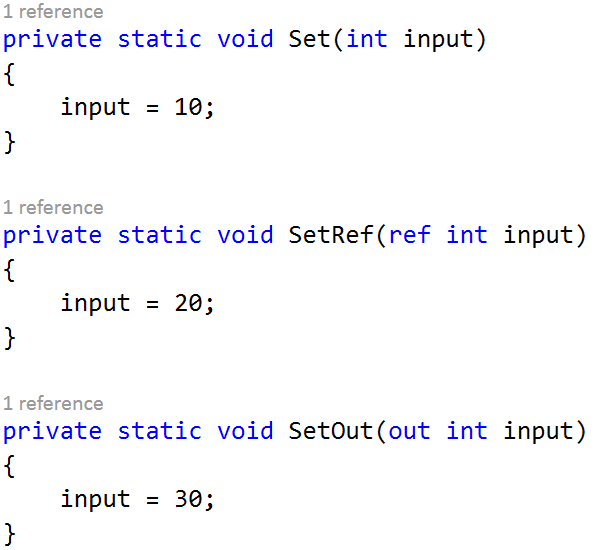 1 reference
private static void Set(int input)
{
    input = 10;
}
1 reference
private static void SetRef(ref int input)
{
    input = 20;
}
1 reference
private static void SetOut(out int input)
{
    input = 30;
}